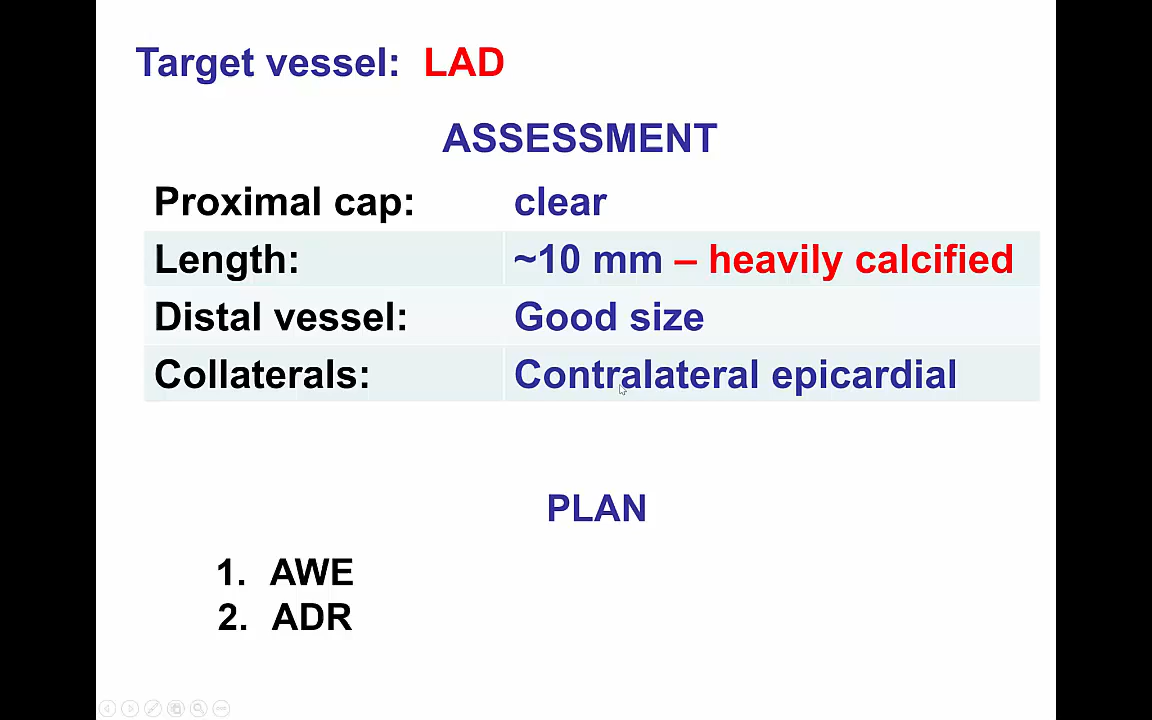 Target vessel: LAD
ASSESSMENT
Proximal cap: clear
Length: ~10 mm – heavily calcified
Distal vessel: Good size
Collaterals: Contralateral epicardial
PLAN
1. AWE
2. ADR